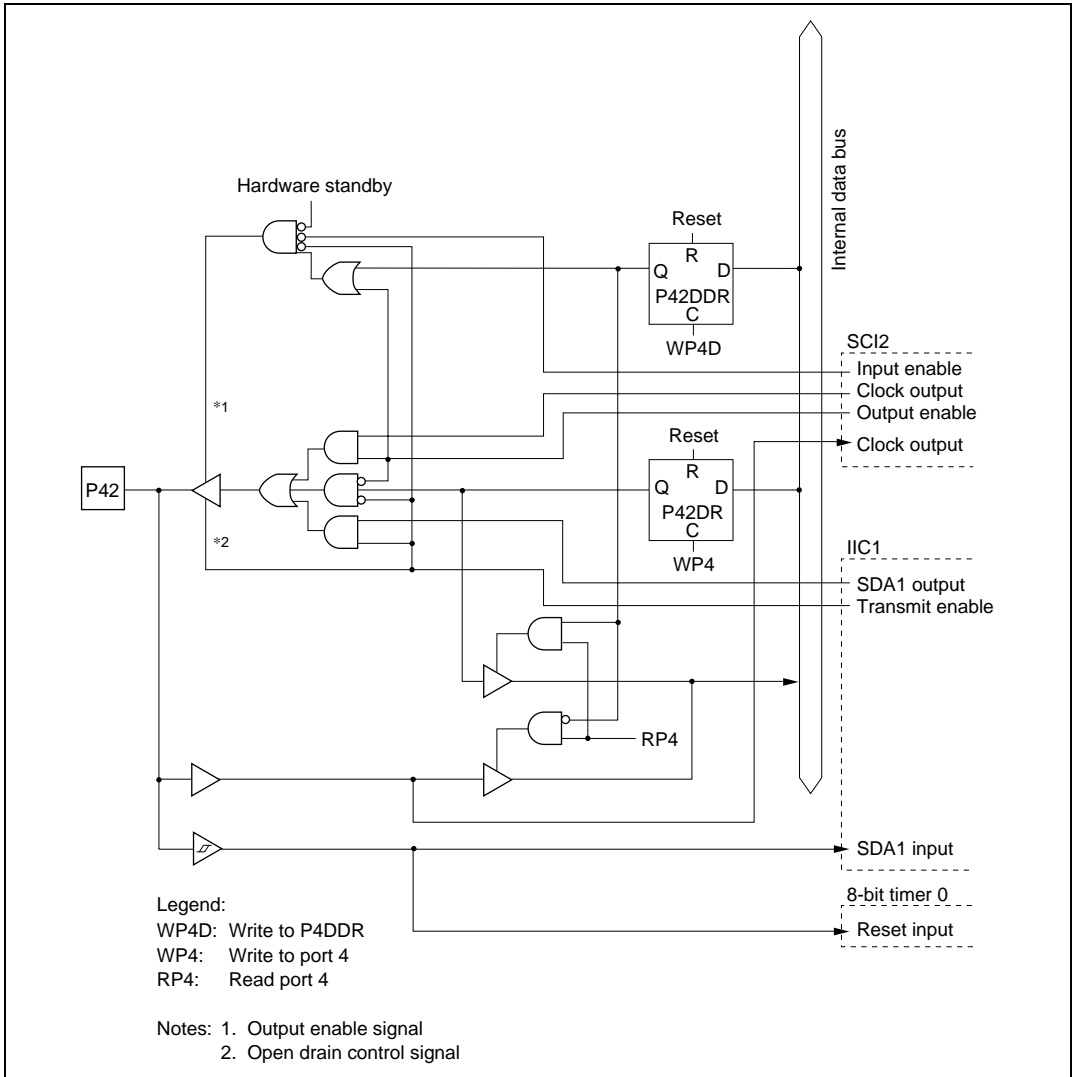 Hardware standby
Internal data bus
Reset
R
Q D
P42DDR
C
WP4D
SCI2
Input enable
Clock output
Output enable
Clock output
*1
Reset
R
Q D
P42DR
C
WP4
P42
*2
IIC1
SDA1 output
Transmit enable
RP4
SDA1 input
8-bit timer 0
Reset input
Legend:
WP4D: Write to P4DDR
WP4: Write to port 4
RP4: Read port 4
Notes: 1. Output enable signal
2. Open drain control signal